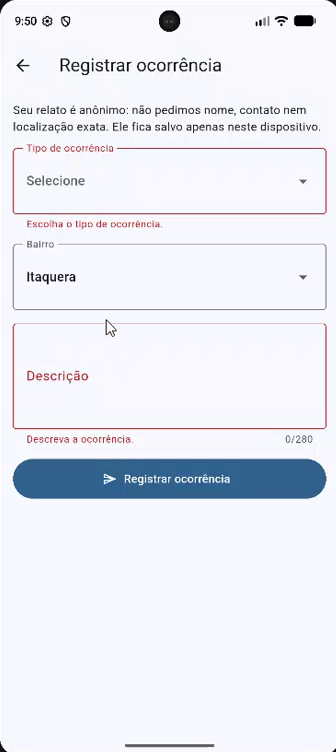 9:50
Registrar ocorrência
Seu relato é anônimo: não pedimos nome, contato nem
localização exata. Ele fica salvo apenas neste dispositivo.
Tipo de ocorrência
Selecione
Escolha o tipo de ocorrência.
Bairro
Itaquera
Descrição
Descreva a ocorrência. 0/280
Registrar ocorrência